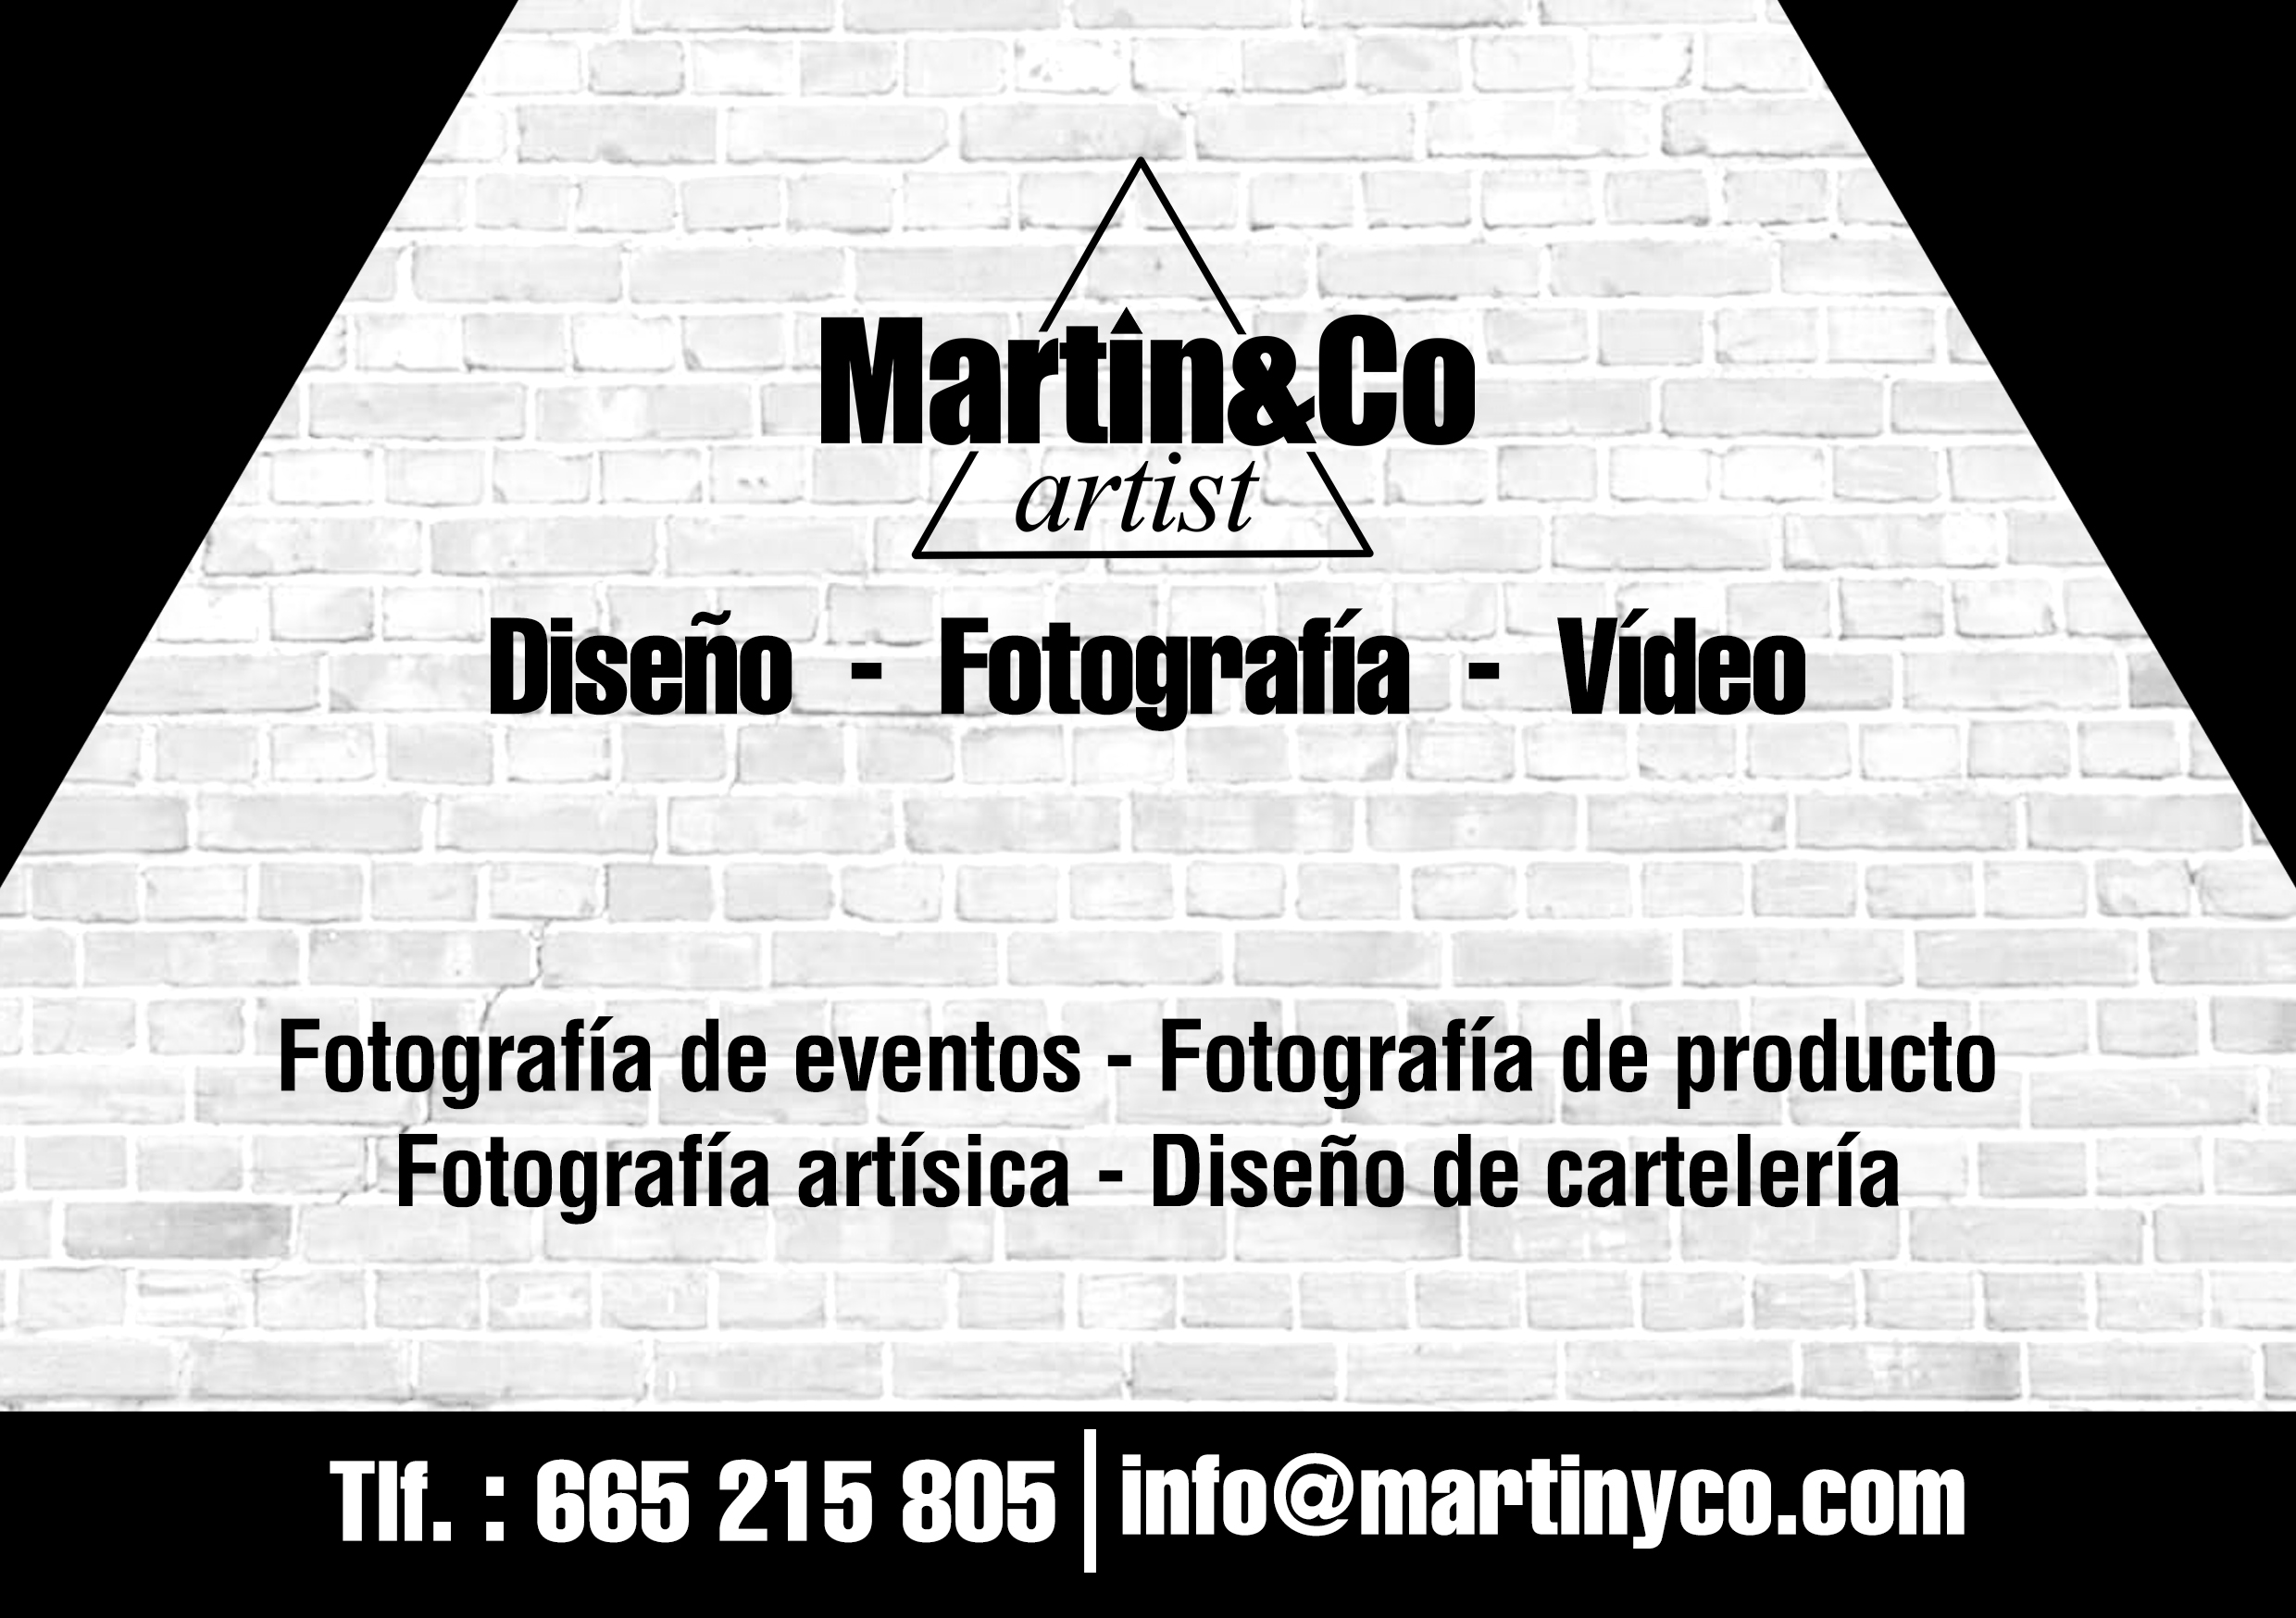 Martin&Co
artist
Diseño - Fotografía - Vídeo
Fotografía de eventos - Fotografía de producto
Fotografía artísica - Diseño de cartelería
Tlf. : 665 215 805 | info@martinyco.com